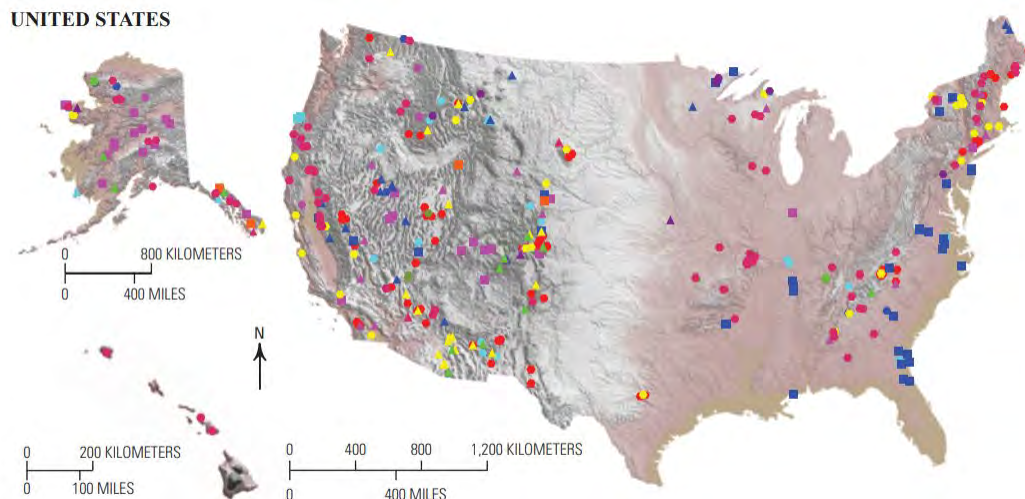 UNITED STATES
0 800 KILOMETERS
0 400 MILES
N
0 200 KILOMETERS
0 100 MILES
0 400 800 1,200 KILOMETERS
0 400 MILES